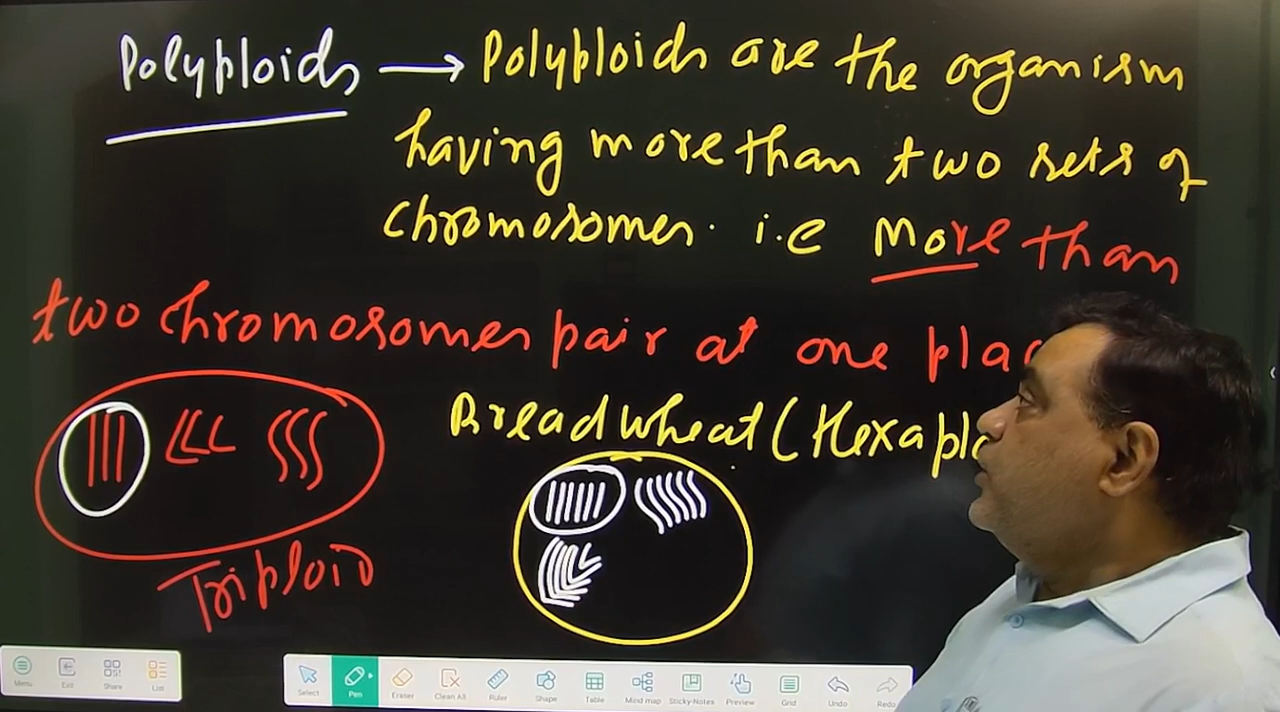 Polyploids → Polyploids are the organism
having more than two sets of
chromosomes. i.e More than
two chromosomes pair at one plac
Bread wheat (Hexaplo
Triploid
Menu Exit Share List Select Pen Eraser Clean All Ruler Shape Table Mind map Sticky-Notes Preview Grid Undo Redo